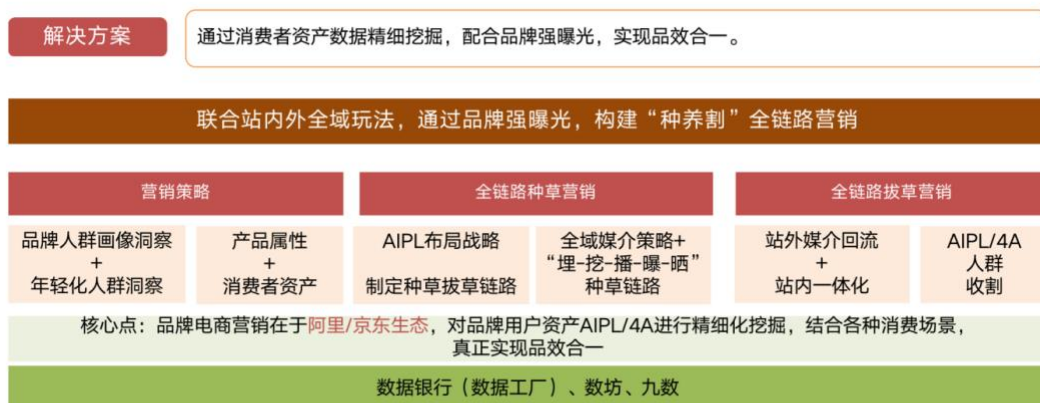 解决方案
通过消费者资产数据精细挖掘，配合品牌强曝光，实现品效合一。
联合站内外全域玩法，通过品牌强曝光，构建“种养割”全链路营销
营销策略
全链路种草营销
全链路拔草营销
品牌人群画像洞察
+
年轻化人群洞察
产品属性
+
消费者资产
AIPL布局战略
制定种草拔草链路
全域媒介策略+
“埋-挖-播-曝-晒”
种草链路
站外媒介回流
+
站内一体化
AIPL/4A
人群
收割
核心点：品牌电商营销在于阿里/京东生态，对品牌用户资产AIPL/4A进行精细化挖掘，结合各种消费场景，
真正实现品效合一
数据银行（数据工厂）、数坊、九数